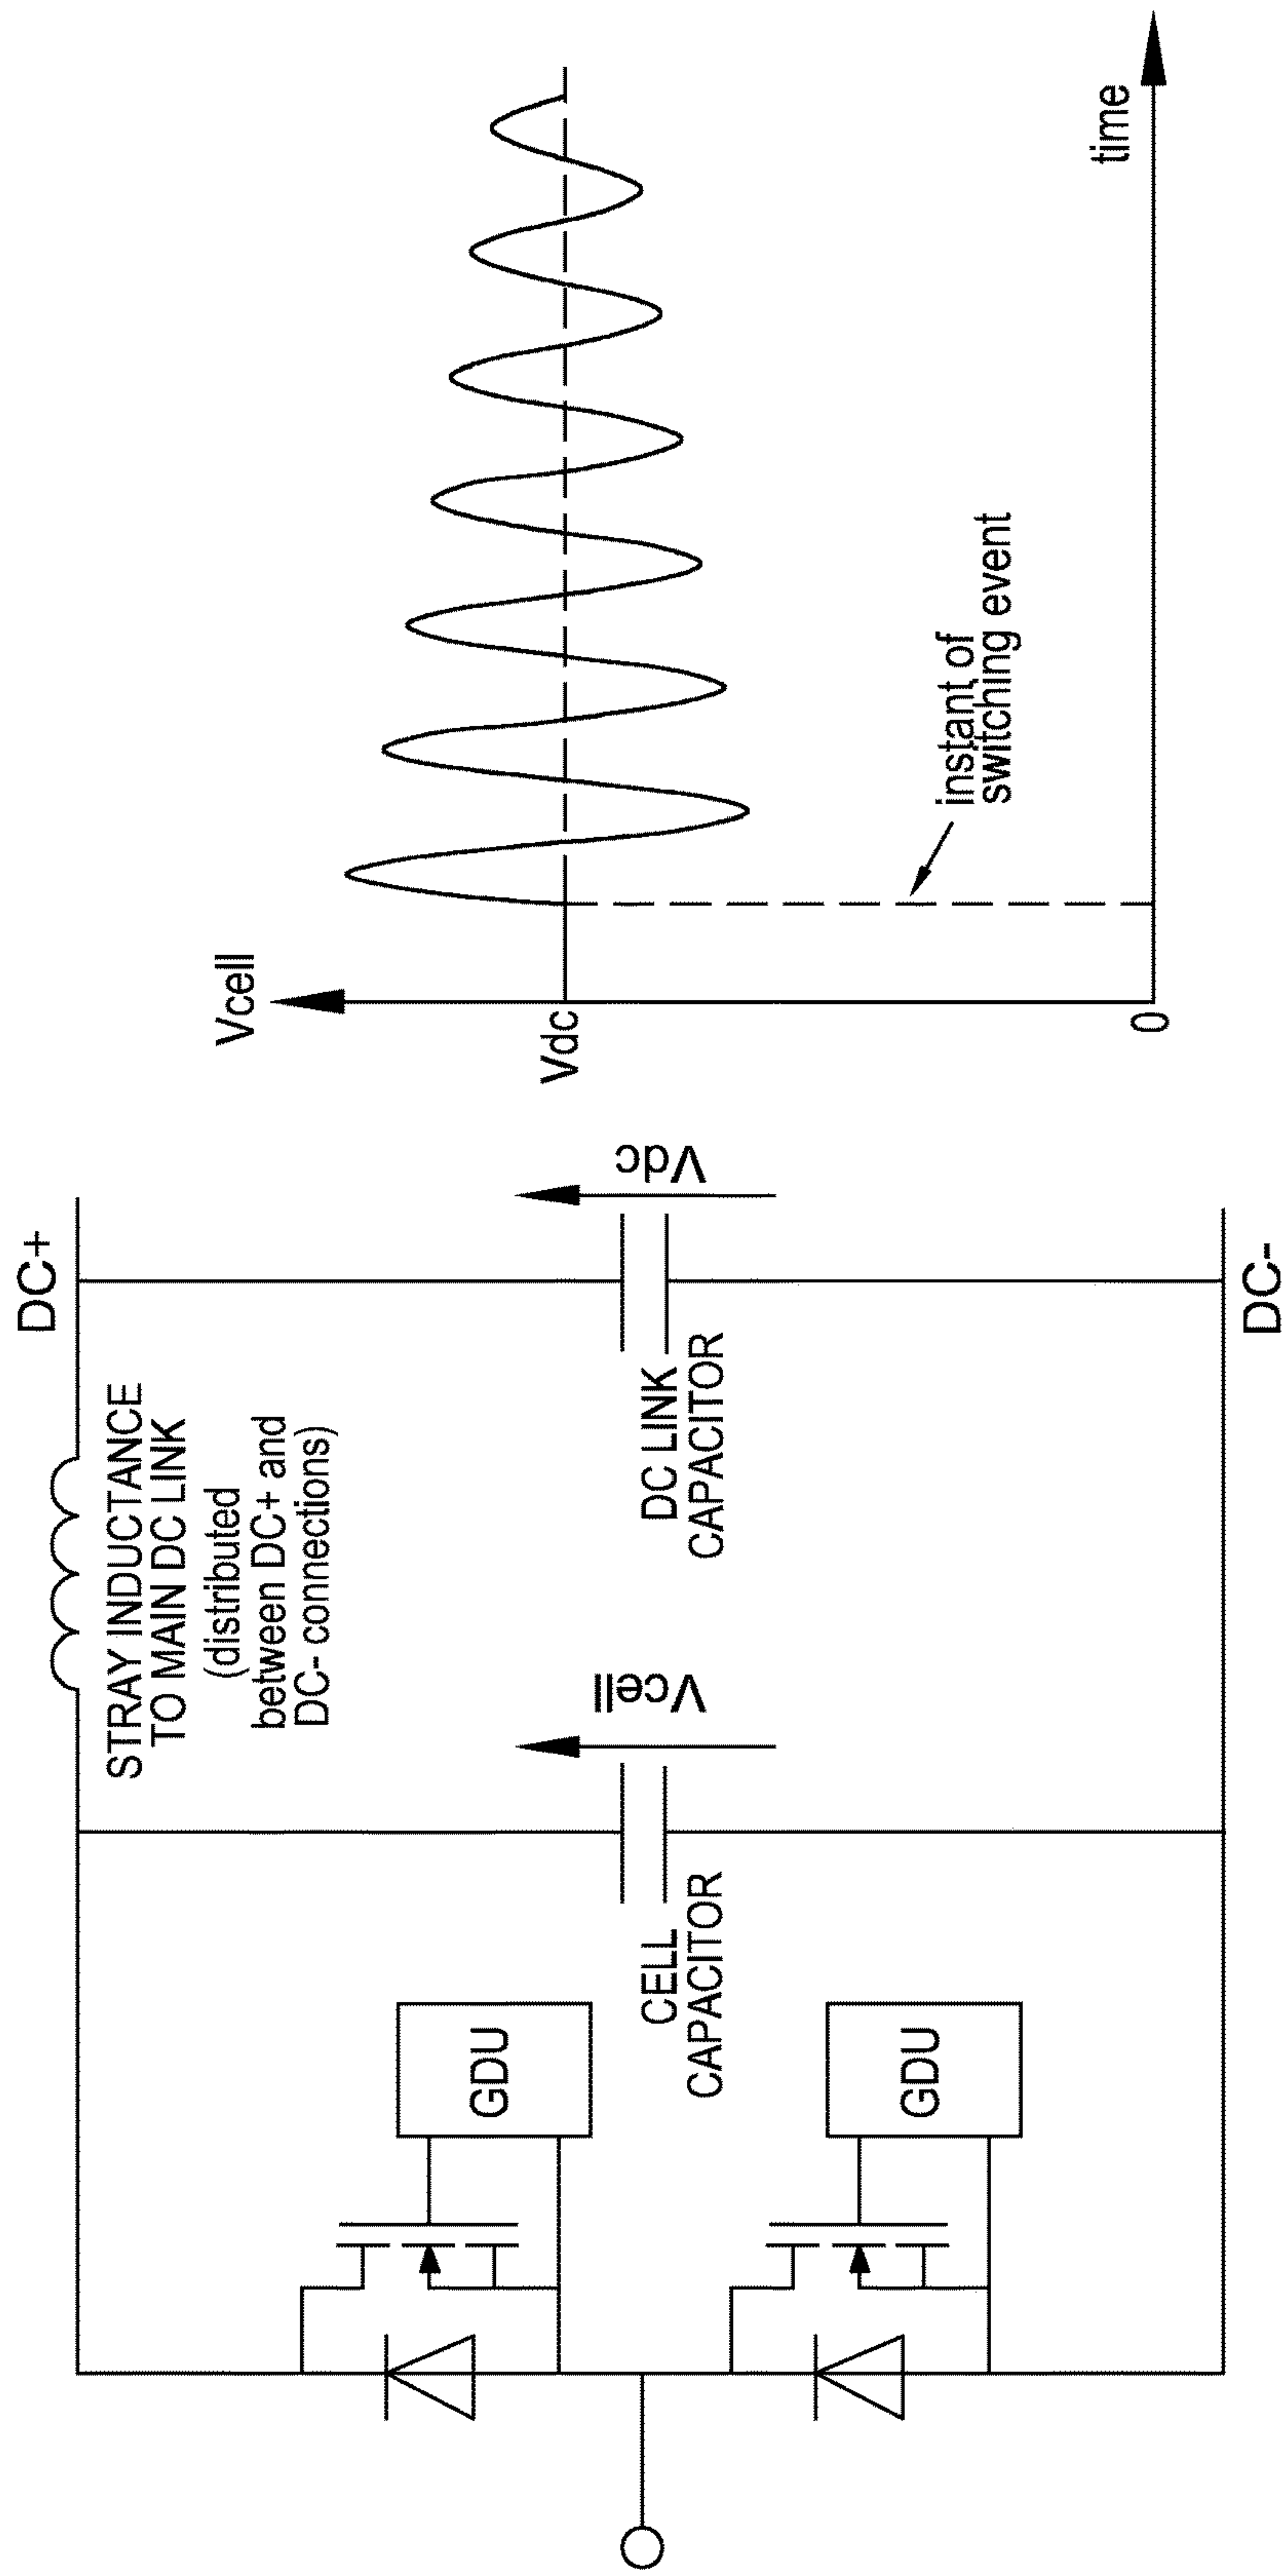 DC+
STRAY INDUCTANCE
TO MAIN DC LINK
(distributed
between DC+ and
DC- connections)
GDU
GDU
CELL
CAPACITOR
Vcell
DC LINK
CAPACITOR
Vdc
DC-
Vcell
Vdc
0
instant of
switching event
time